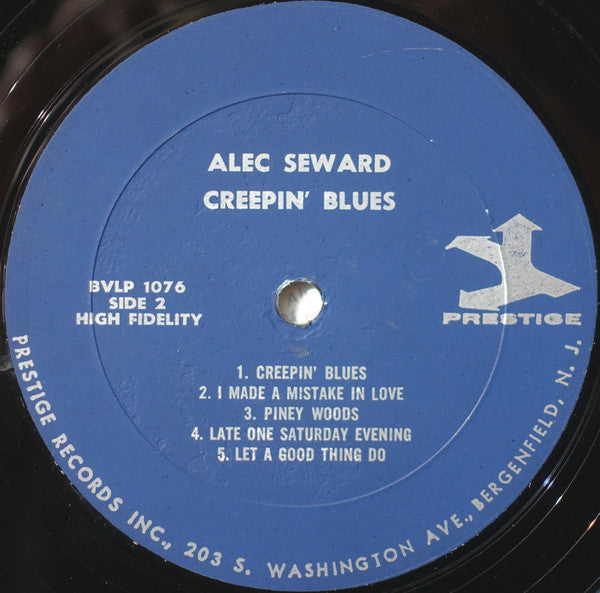 ALEC SEWARD
CREEPIN' BLUES
BVLP 1076
SIDE 2
HIGH FIDELITY
PRESTIGE
1. CREEPIN' BLUES
2. I MADE A MISTAKE IN LOVE
3. PINEY WOODS
4. LATE ONE SATURDAY EVENING
5. LET A GOOD THING DO
PRESTIGE RECORDS INC., 203 S. WASHINGTON AVE., BERGENFIELD, N. J.